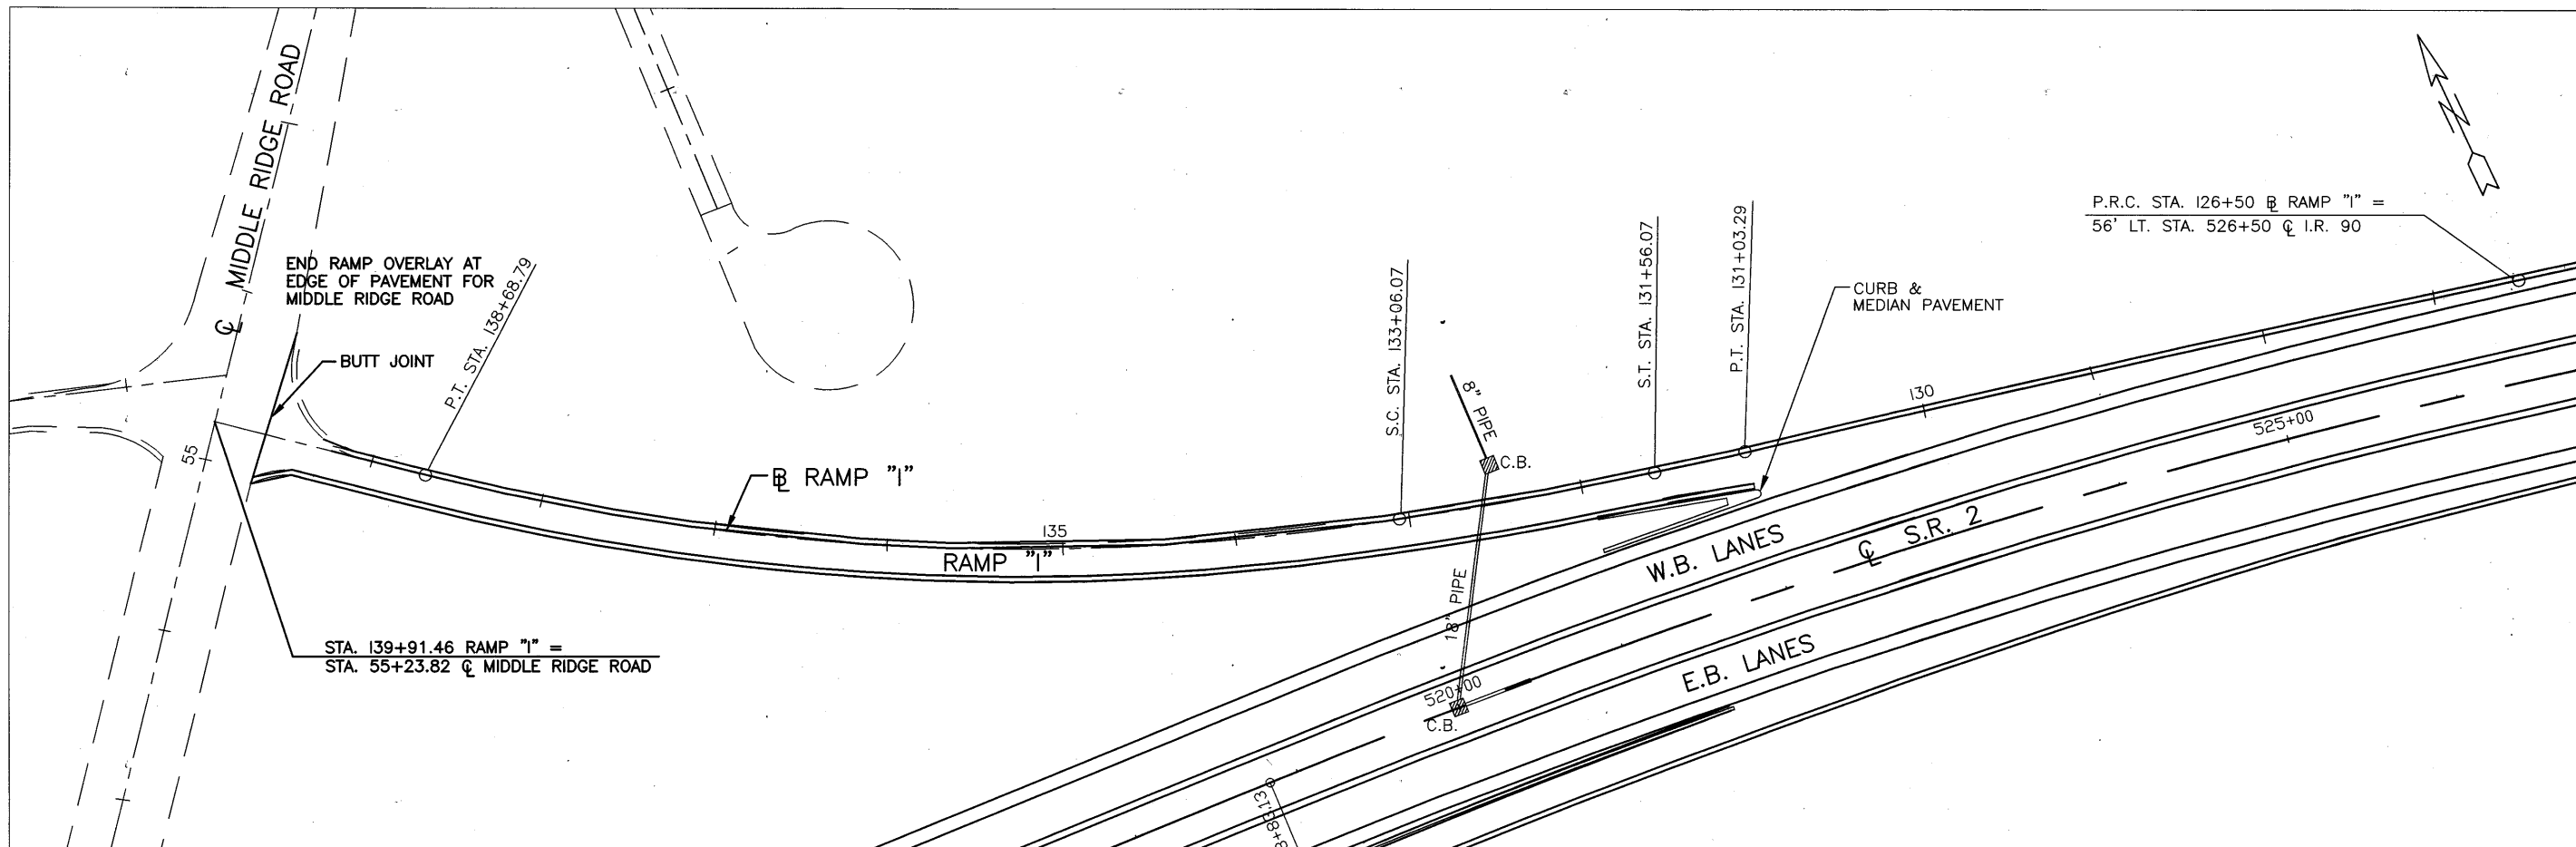 ℄ MIDDLE RIDGE ROAD
N
P.R.C. STA. 126+50 ⅊ RAMP "I" =
56' LT. STA. 526+50 ℄ I.R. 90
END RAMP OVERLAY AT
EDGE OF PAVEMENT FOR
MIDDLE RIDGE ROAD
BUTT JOINT
P.T. STA. 138+68.79
S.C. STA. 133+06.07
S.T. STA. 131+56.07
P.T. STA. 131+03.29
CURB &
MEDIAN PAVEMENT
8" PIPE
C.B.
130
525+00
55
RAMP "I"
135
RAMP "I"
W.B. LANES
℄ S.R. 2
18" PIPE
E.B. LANES
STA. 139+91.46 RAMP "I" =
STA. 55+23.82 ℄ MIDDLE RIDGE ROAD
520+00
C.B.